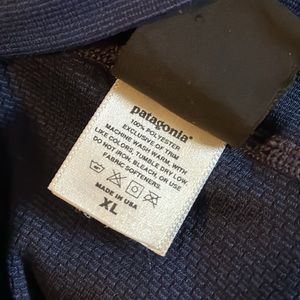 patagonia®
100% POLYESTER
EXCLUSIVE OF TRIM
MACHINE WASH WARM, WITH
LIKE COLORS, TUMBLE DRY LOW.
DO NOT IRON, BLEACH, OR USE
FABRIC SOFTENERS.
MADE IN USA
XL